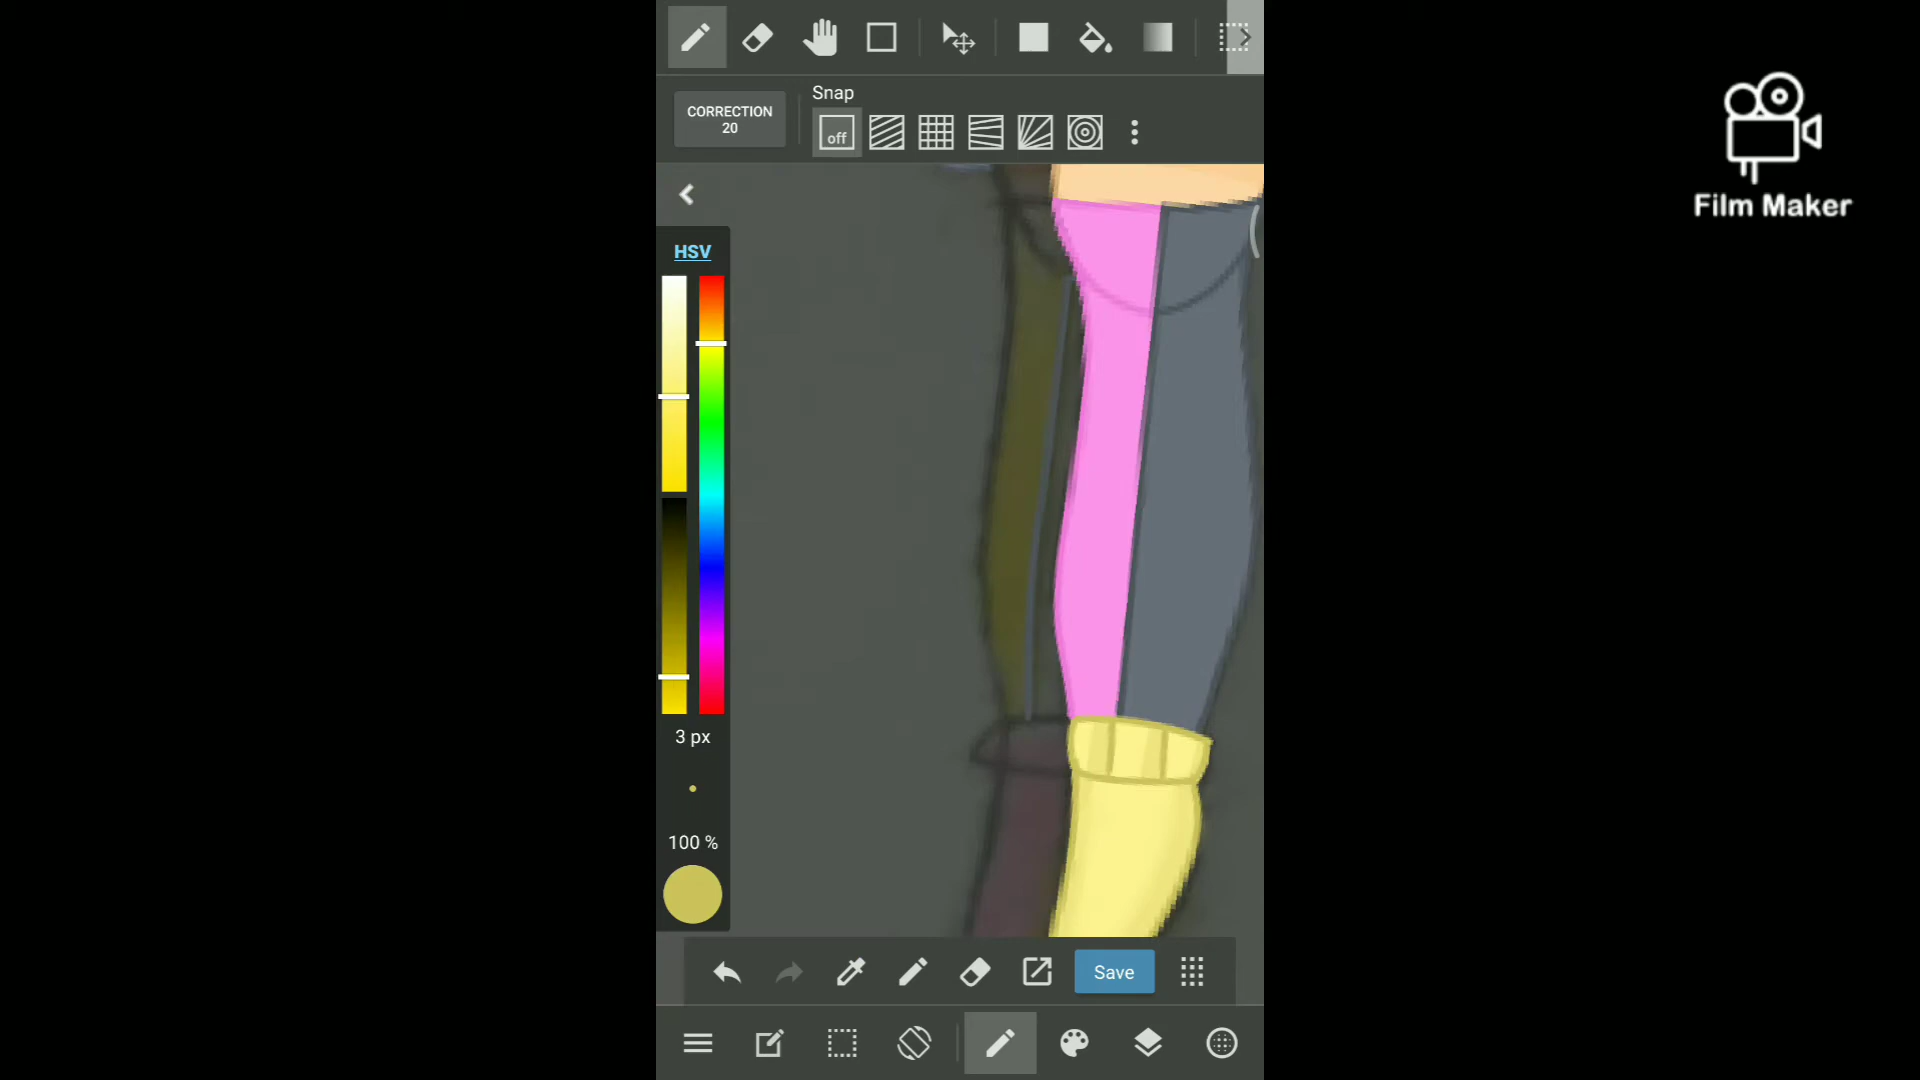 CORRECTION
20
Snap
off
HSV
3 px
100 %
Save
Film Maker